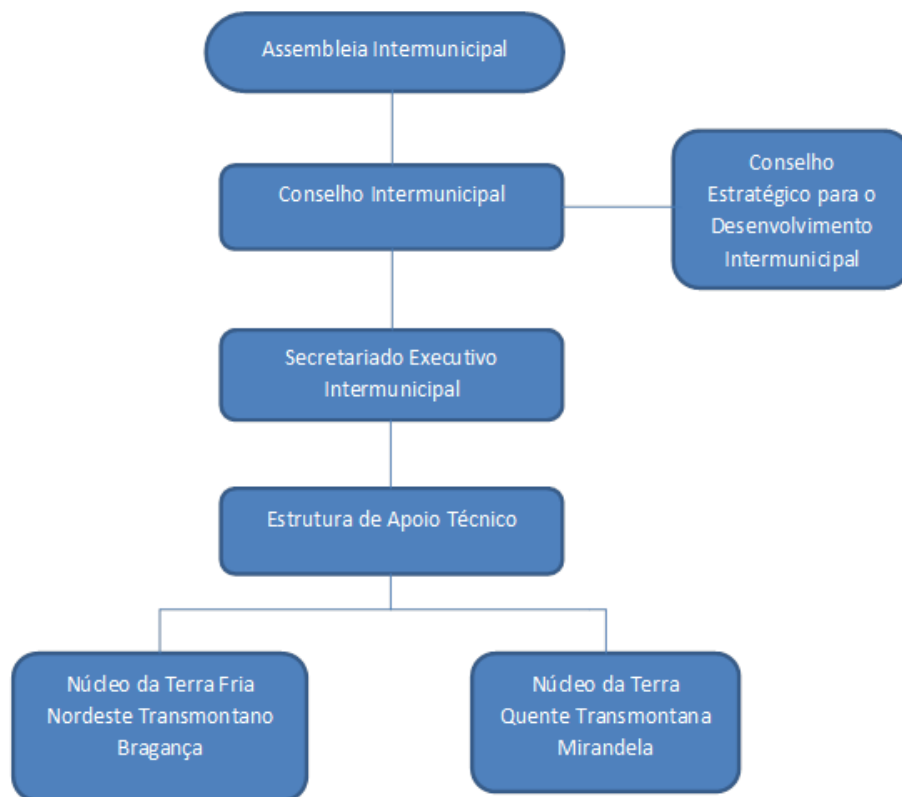 Assembleia Intermunicipal
Conselho Intermunicipal
Conselho
Estratégico para o
Desenvolvimento
Intermunicipal
Secretariado Executivo
Intermunicipal
Estrutura de Apoio Técnico
Núcleo da Terra Fria
Nordeste Transmontano
Bragança
Núcleo da Terra
Quente Transmontana
Mirandela